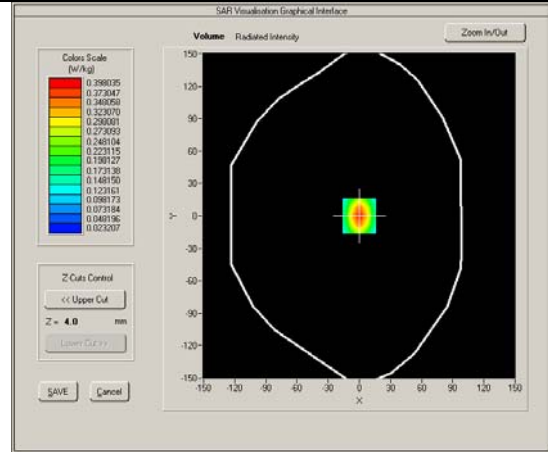 SAR Visualisation Graphical Interface
Volume Radiated Intensity
Zoom In/Out
Colors Scale
(W/kg)
0.398035
0.373047
0.348058
0.323070
0.298081
0.273093
0.248104
0.223115
0.198127
0.173138
0.148150
0.123161
0.098173
0.073184
0.048196
0.023207
Z-Cuts Control
<< Upper Cut
Z = 4.0 mm
Lower Cut >>
SAVE Cancel
150-
120-
90-
60-
30-
0-
-30-
-60-
-90-
-120-
-150-
Y
-150 -120 -90 -60 -30 0 30 60 90 120 150
X